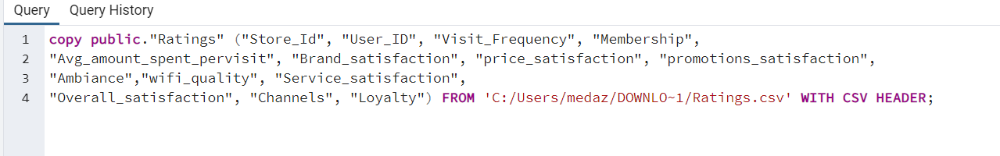 Query Query History
1 copy public."Ratings" ("Store_Id", "User_ID", "Visit_Frequency", "Membership",
2 "Avg_amount_spent_pervisit", "Brand_satisfaction", "price_satisfaction", "promotions_satisfaction",
3 "Ambiance","wifi_quality", "Service_satisfaction",
4 "Overall_satisfaction", "Channels", "Loyalty") FROM 'C:/Users/medaz/DOWNLO~1/Ratings.csv' WITH CSV HEADER;